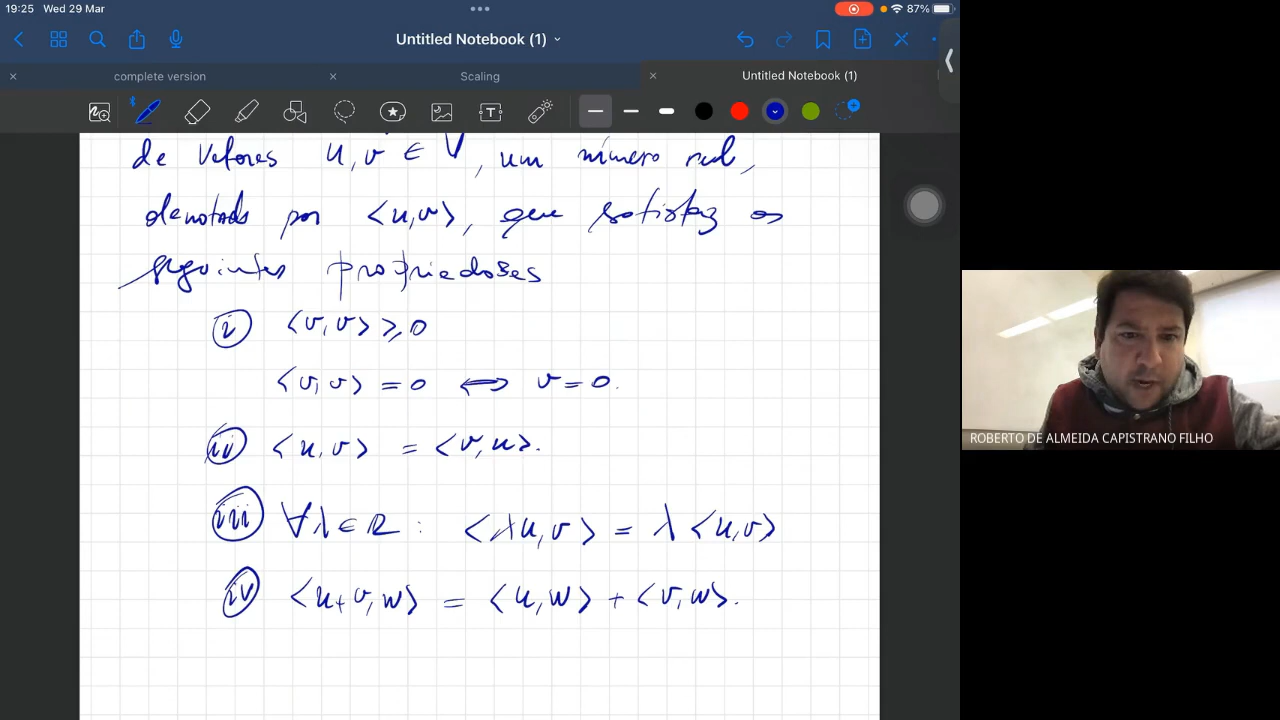 19:25 Wed 29 Mar
87%
Untitled Notebook (1)
complete version
Scaling
Untitled Notebook (1)
T
de vetores u, v ∈ V, um número real,
denotado por <u, v>, que satisfaz as
seguintes propriedades
i <v, v> ≥ 0
<v, v> = 0 ⟺ v = 0.
ii <u, v> = <v, u>.
iii ∀λ ∈ ℝ : <λu, v> = λ <u, v>
iv <u+v, w> = <u, w> + <v, w>.
ROBERTO DE ALMEIDA CAPISTRANO FILHO